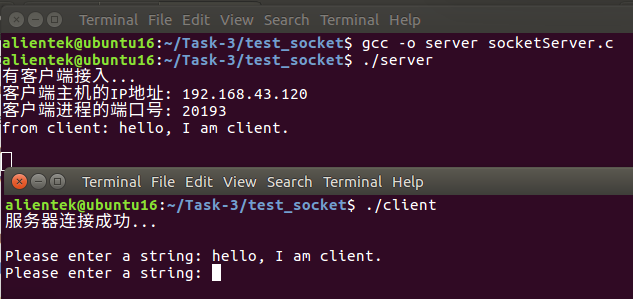 Terminal File Edit View Search Terminal Help
alientek@ubuntu16:~/Task-3/test_socket$ gcc -o server socketServer.c
alientek@ubuntu16:~/Task-3/test_socket$ ./server
有客户端接入...
客户端主机的IP地址: 192.168.43.120
客户端进程的端口号: 20193
from client: hello, I am client.
Terminal File Edit View Search Terminal Help
alientek@ubuntu16:~/Task-3/test_socket$ ./client
服务器连接成功...
Please enter a string: hello, I am client.
Please enter a string: